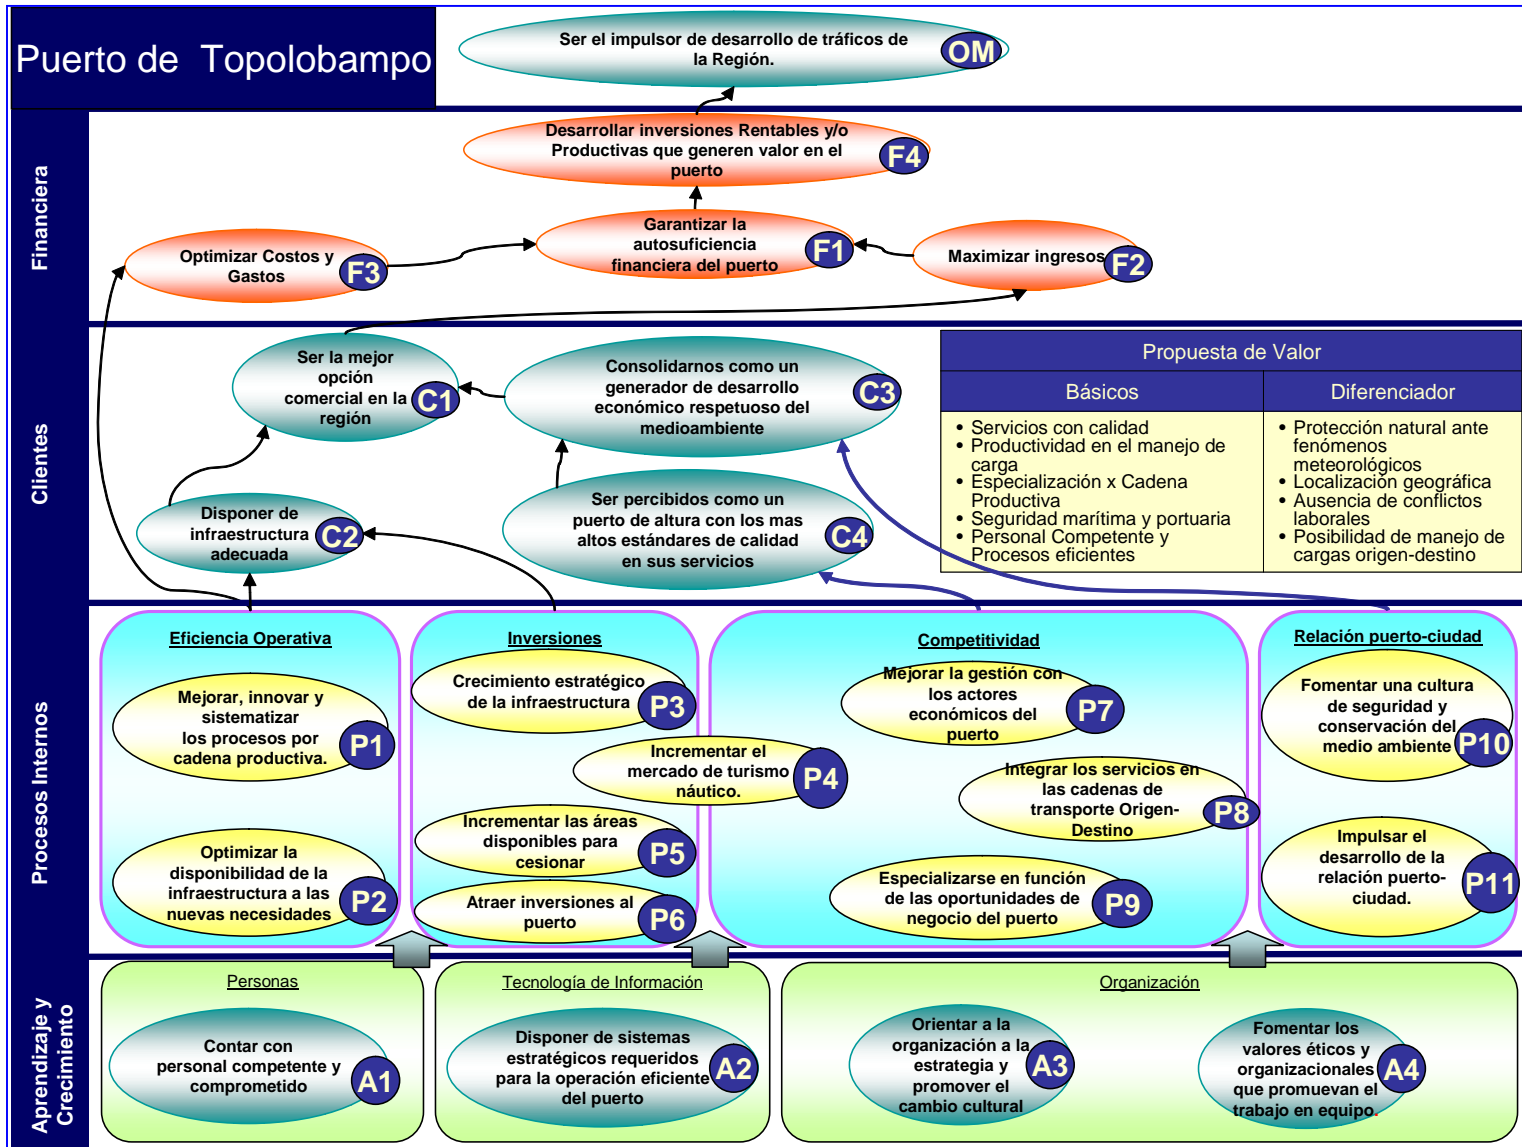 Puerto de Topolobampo
Ser el impulsor de desarrollo de tráficos de
la Región.
OM
Financiera
Desarrollar inversiones Rentables y/o
Productivas que generen valor en el
puerto
F4
Optimizar Costos y
Gastos
F3
Garantizar la
autosuficiencia
financiera del puerto
F1
Maximizar ingresos
F2
Clientes
Ser la mejor
opción
comercial en la
región
C1
Consolidarnos como un
generador de desarrollo
económico respetuoso del
medioambiente
C3
Disponer de
infraestructura
adecuada
C2
Ser percibidos como un
puerto de altura con los mas
altos estándares de calidad
en sus servicios
C4
Propuesta de Valor
Básicos
• Servicios con calidad
• Productividad en el manejo de
carga
• Especialización x Cadena
Productiva
• Seguridad marítima y portuaria
• Personal Competente y
Procesos eficientes
Diferenciador
• Protección natural ante
fenómenos
meteorológicos
• Localización geográfica
• Ausencia de conflictos
laborales
• Posibilidad de manejo de
cargas origen-destino
Procesos Internos
Eficiencia Operativa
Mejorar, innovar y
sistematizar
los procesos por
cadena productiva.
P1
Optimizar la
disponibilidad de la
infraestructura a las
nuevas necesidades
P2
Inversiones
Crecimiento estratégico
de la infraestructura
P3
Incrementar el
mercado de turismo
náutico.
P4
Incrementar las áreas
disponibles para
cesionar
P5
Atraer inversiones al
puerto
P6
Competitividad
Mejorar la gestión con
los actores
económicos del
puerto
P7
Integrar los servicios en
las cadenas de
transporte Origen-
Destino
P8
Especializarse en función
de las oportunidades de
negocio del puerto
P9
Relación puerto-ciudad
Fomentar una cultura
de seguridad y
conservación del
medio ambiente
P10
Impulsar el
desarrollo de la
relación puerto-
ciudad.
P11
Aprendizaje y
Crecimiento
Personas
Contar con
personal competente y
comprometido
A1
Tecnología de Información
Disponer de sistemas
estratégicos requeridos
para la operación eficiente
del puerto
A2
Organización
Orientar a la
organización a la
estrategia y
promover el
cambio cultural
A3
Fomentar los
valores éticos y
organizacionales
que promuevan el
trabajo en equipo.
A4